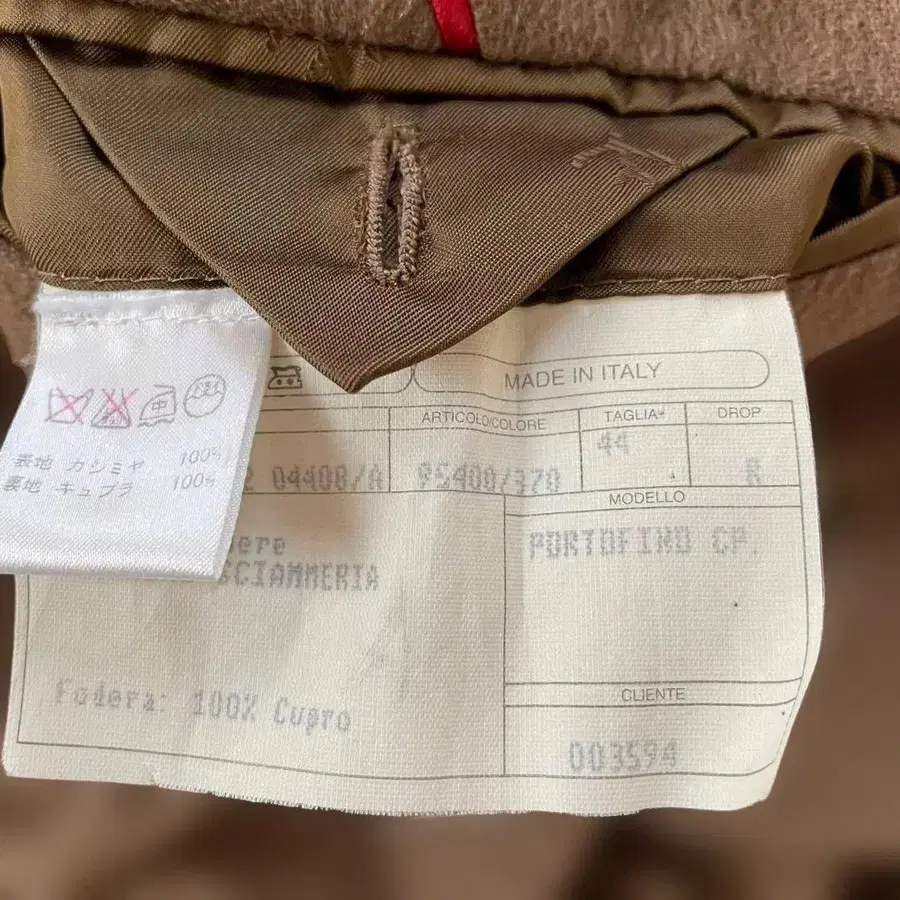 MADE IN ITALY
ARTICOLO/COLORE
TAGLIA
DROP
44
2 04408/A
95400/370
R
MODELLO
PORTOFINO CP.
表地 カシミヤ 100%
裏地 キュプラ 100%
SCIAMMERIA
Fodera: 100% Cupro
CLIENTE
003594